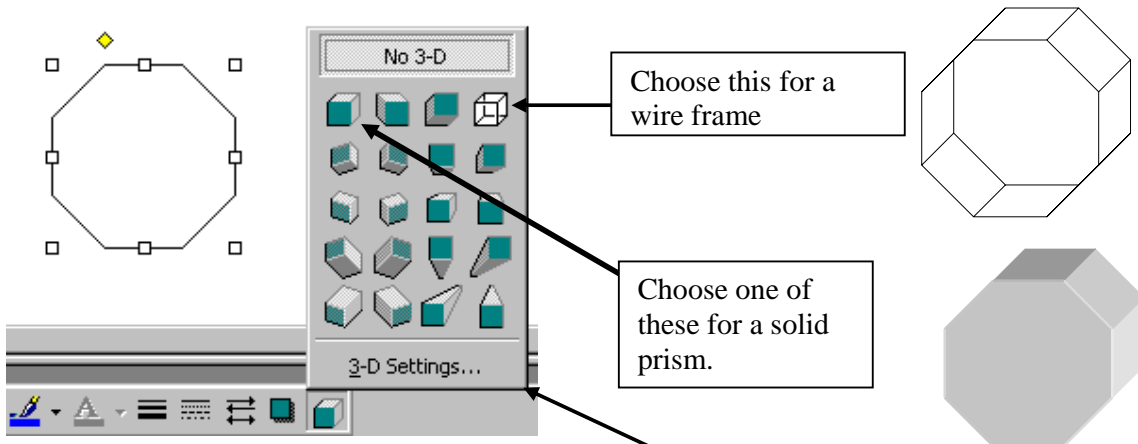 No 3-D
Choose this for a
wire frame
Choose one of
these for a solid
prism.
3-D Settings...
A